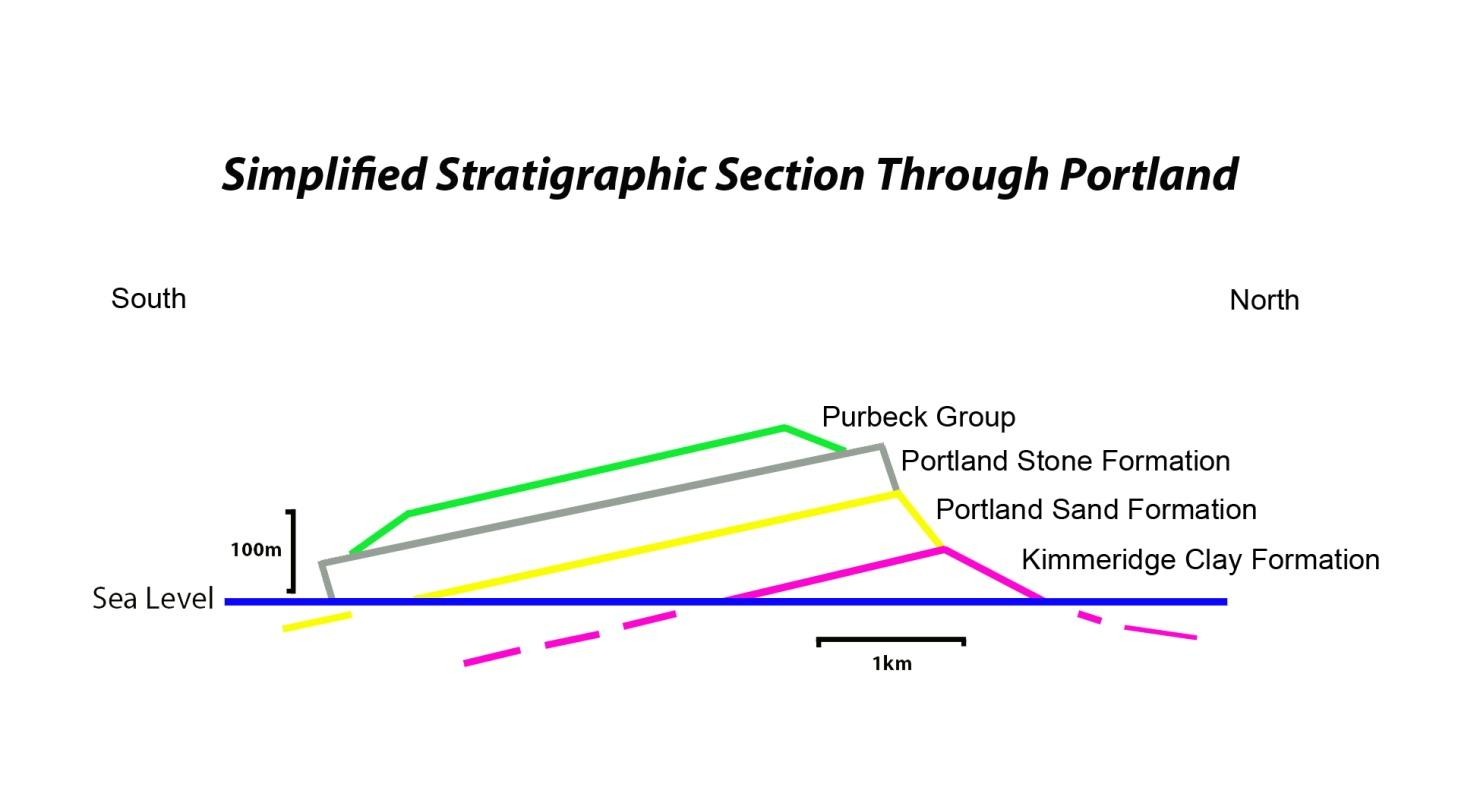 Simplified Stratigraphic Section Through Portland
South
North
Purbeck Group
Portland Stone Formation
Portland Sand Formation
100m
Kimmeridge Clay Formation
Sea Level
1km